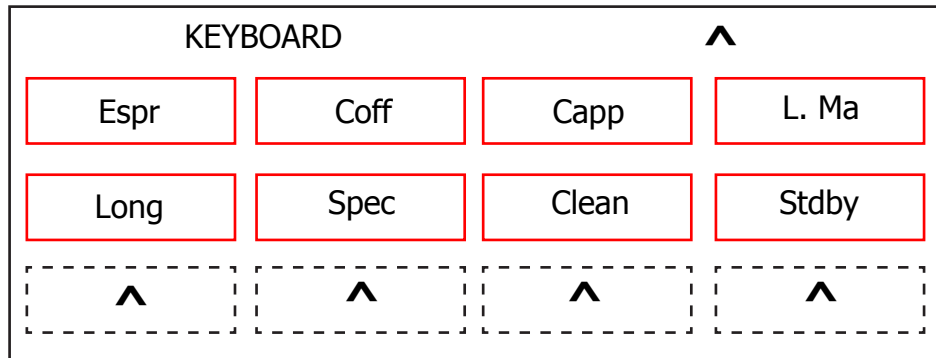 KEYBOARD ^
Espr Coff Capp L. Ma
Long Spec Clean Stdby
^ ^ ^ ^